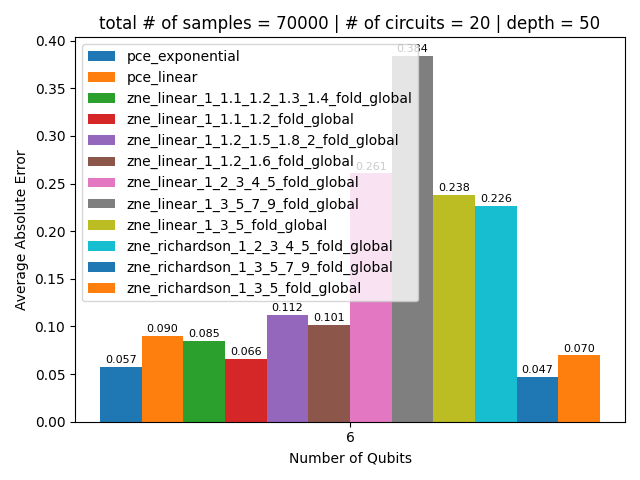 total # of samples = 70000 | # of circuits = 20 | depth = 50
Average Absolute Error
0.40
0.35
0.30
0.25
0.20
0.15
0.10
0.05
0.00
pce_exponential
pce_linear
zne_linear_1_1.1_1.2_1.3_1.4_fold_global
zne_linear_1_1.1_1.2_fold_global
zne_linear_1_1.2_1.5_1.8_2_fold_global
zne_linear_1_1.2_1.6_fold_global
zne_linear_1_2_3_4_5_fold_global
zne_linear_1_3_5_7_9_fold_global
zne_linear_1_3_5_fold_global
zne_richardson_1_2_3_4_5_fold_global
zne_richardson_1_3_5_7_9_fold_global
zne_richardson_1_3_5_fold_global
0.057
0.090
0.085
0.066
0.112
0.101
0.261
0.384
0.238
0.226
0.047
0.070
6
Number of Qubits